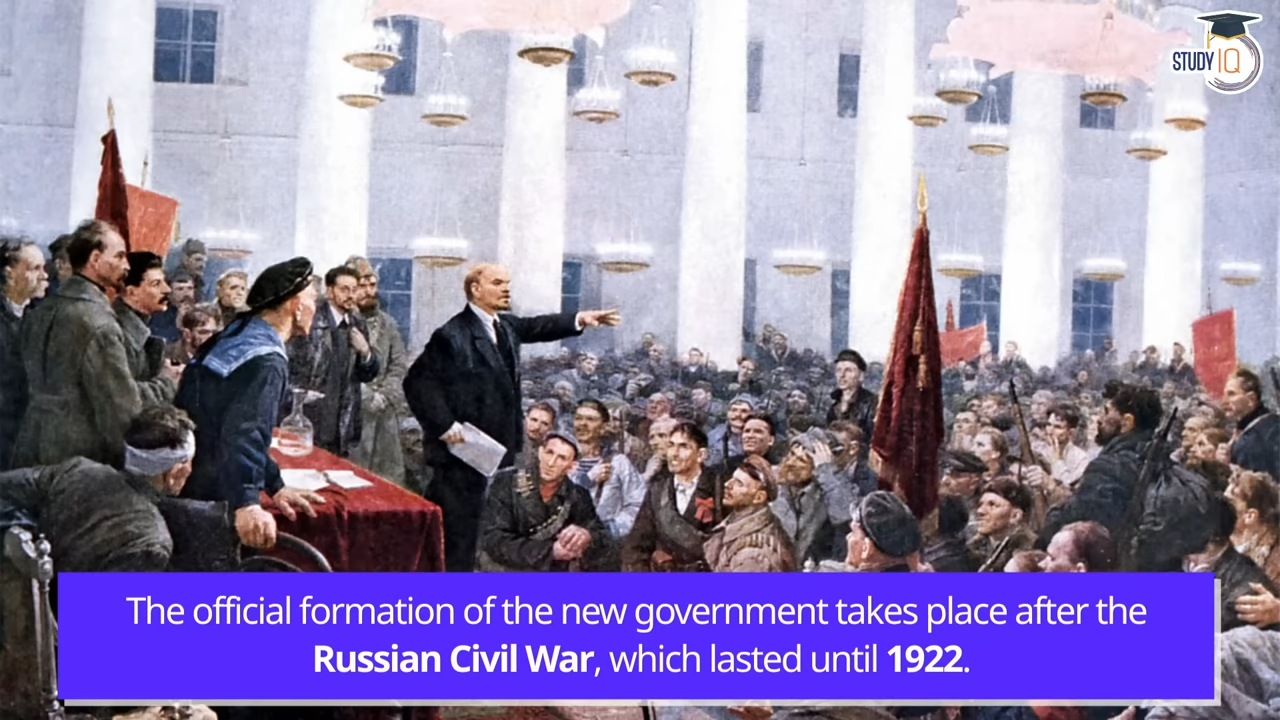 STUDY IQ
The official formation of the new government takes place after the
Russian Civil War, which lasted until 1922.